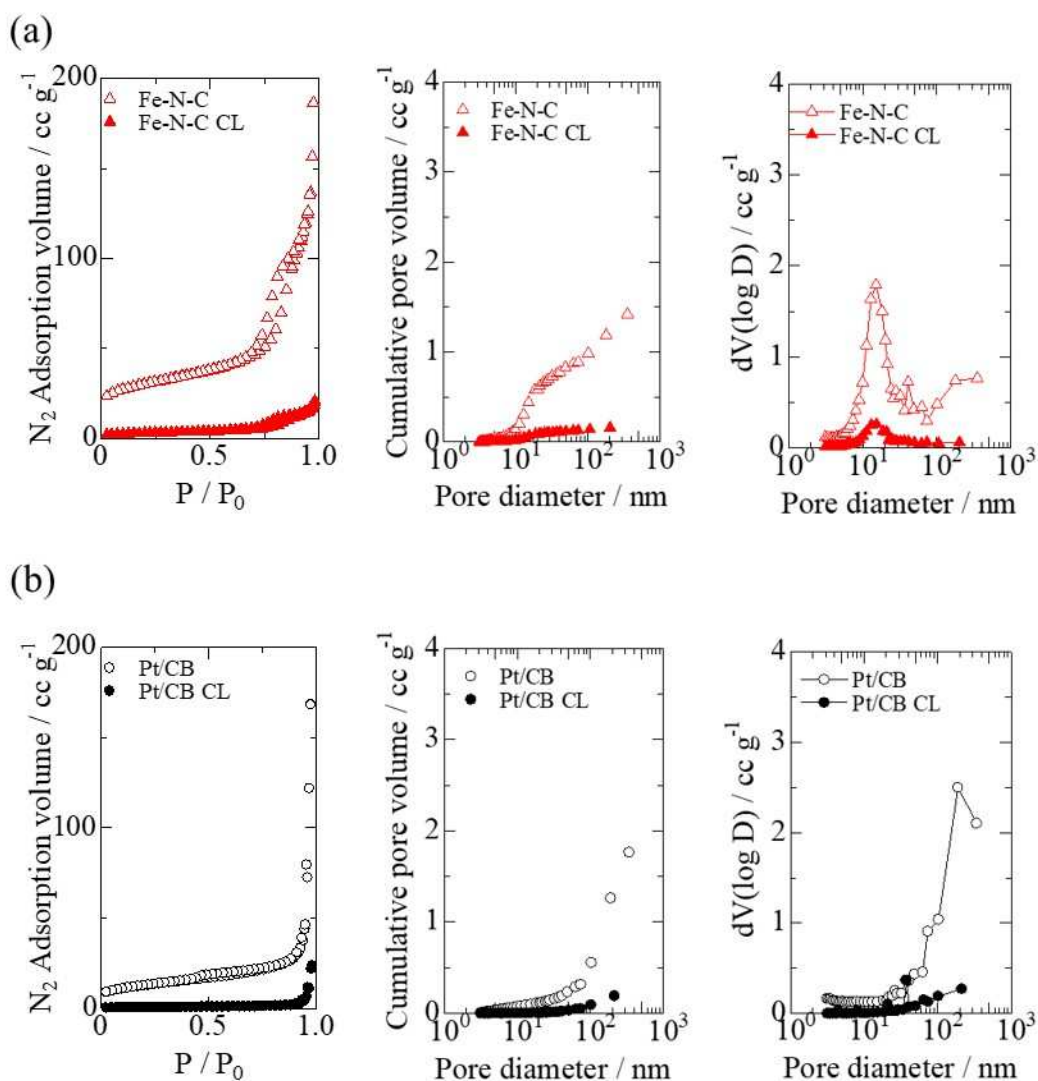 (a)
N2 Adsorption volume / cc g-1
200
100
0
0
0.5
1.0
P / P0
Fe-N-C
Fe-N-C CL
Cumulative pore volume / cc g-1
4
3
2
1
0
10^0
10^1
10^2
10^3
Pore diameter / nm
Fe-N-C
Fe-N-C CL
dV(log D) / cc g-1
4
3
2
1
0
10^0
10^1
10^2
10^3
Pore diameter / nm
Fe-N-C
Fe-N-C CL
(b)
N2 Adsorption volume / cc g-1
200
100
0
0
0.5
1.0
P / P0
Pt/CB
Pt/CB CL
Cumulative pore volume / cc g-1
4
3
2
1
0
10^0
10^1
10^2
10^3
Pore diameter / nm
Pt/CB
Pt/CB CL
dV(log D) / cc g-1
4
3
2
1
0
10^0
10^1
10^2
10^3
Pore diameter / nm
Pt/CB
Pt/CB CL